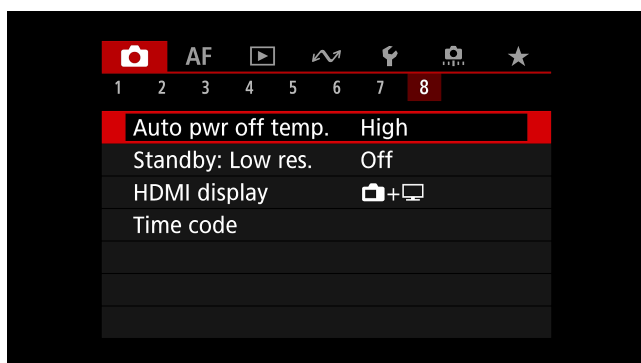 AF
1 2 3 4 5 6 7 8
Auto pwr off temp. High
Standby: Low res. Off
HDMI display +
Time code